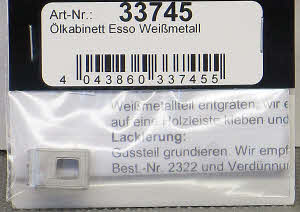 Art-Nr.: 33745
Ölkabinett Esso Weißmetall
4 043860 337455
Weißmetallteil entgraten, wir e
auf eine Holzleiste kleben und
Lackierung:
Gussteil grundieren. Wir empf
Best.-Nr. 2322 und Verdünnu